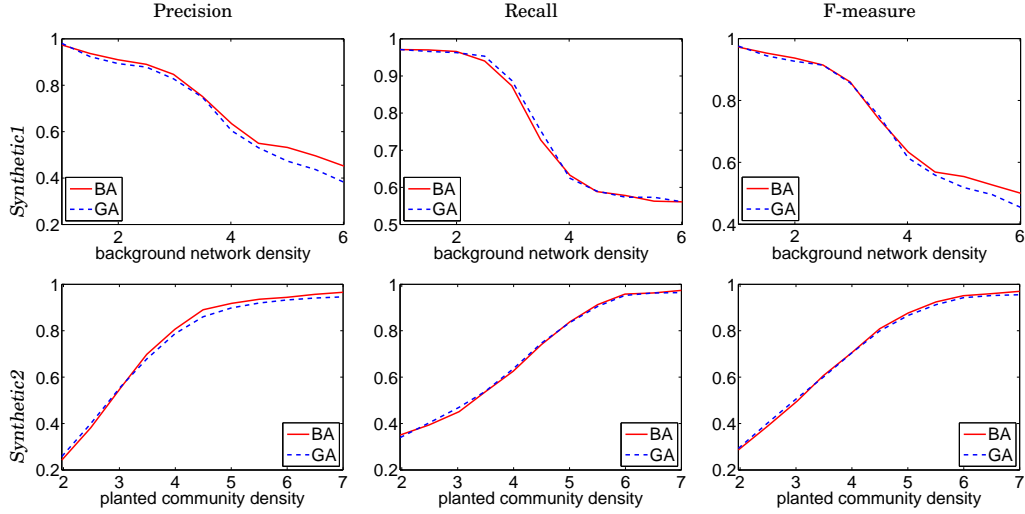 Precision
Recall
F-measure
Synthetic1
1
0.8
0.6
0.4
0.2
BA
GA
2
4
6
background network density
1
0.9
0.8
0.7
0.6
0.5
BA
GA
2
4
6
background network density
1
0.8
0.6
0.4
BA
GA
2
4
6
background network density
Synthetic2
1
0.8
0.6
0.4
0.2
BA
GA
2
3
4
5
6
7
planted community density
1
0.8
0.6
0.4
0.2
BA
GA
2
3
4
5
6
7
planted community density
1
0.8
0.6
0.4
0.2
BA
GA
2
3
4
5
6
7
planted community density